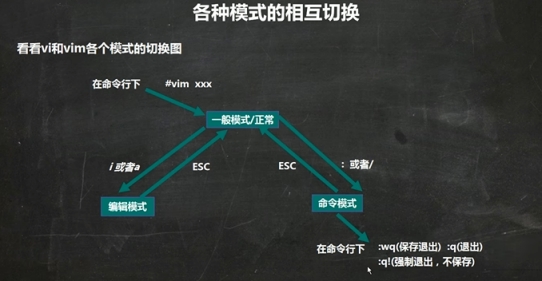 各种模式的相互切换
看看vi和vim各个模式的切换图
在命令行下 #vim xxx
一般模式/正常
i 或者a ESC ESC : 或者/
编辑模式 命令模式
在命令行下 :wq(保存退出) :q(退出)
:q!(强制退出，不保存)